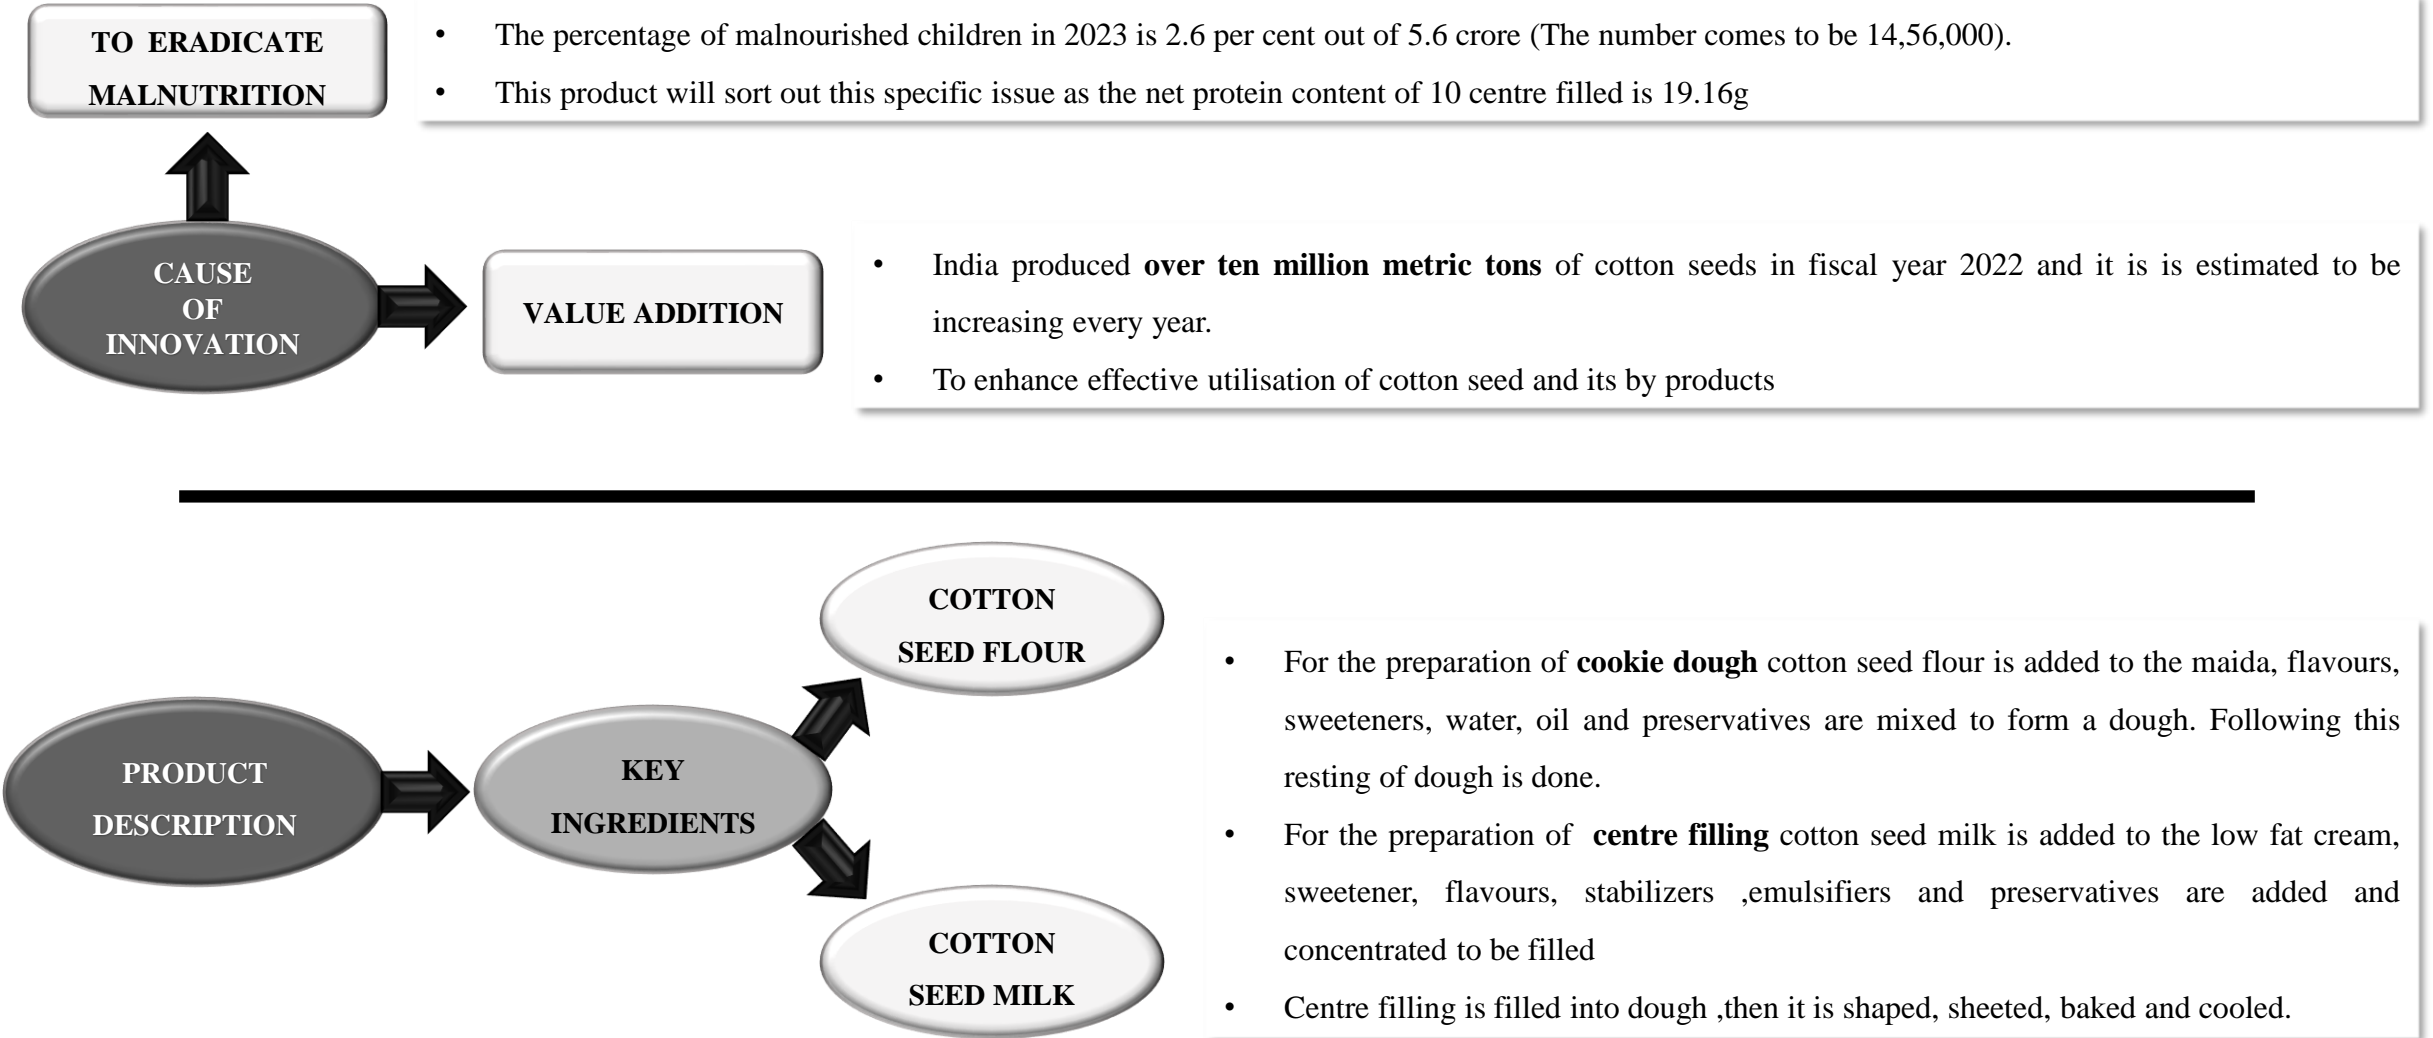 TO ERADICATE
MALNUTRITION
• The percentage of malnourished children in 2023 is 2.6 per cent out of 5.6 crore (The number comes to be 14,56,000).
• This product will sort out this specific issue as the net protein content of 10 centre filled is 19.16g
CAUSE
OF
INNOVATION
VALUE ADDITION
• India produced over ten million metric tons of cotton seeds in fiscal year 2022 and it is is estimated to be
increasing every year.
• To enhance effective utilisation of cotton seed and its by products
PRODUCT
DESCRIPTION
KEY
INGREDIENTS
COTTON
SEED FLOUR
COTTON
SEED MILK
• For the preparation of cookie dough cotton seed flour is added to the maida, flavours,
sweeteners, water, oil and preservatives are mixed to form a dough. Following this
resting of dough is done.
• For the preparation of centre filling cotton seed milk is added to the low fat cream,
sweetener, flavours, stabilizers ,emulsifiers and preservatives are added and
concentrated to be filled
• Centre filling is filled into dough ,then it is shaped, sheeted, baked and cooled.